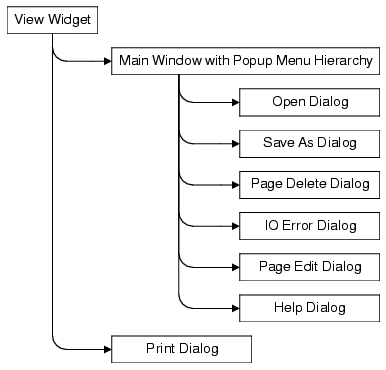 View Widget
Main Window with Popup Menu Hierarchy
Open Dialog
Save As Dialog
Page Delete Dialog
IO Error Dialog
Page Edit Dialog
Help Dialog
Print Dialog